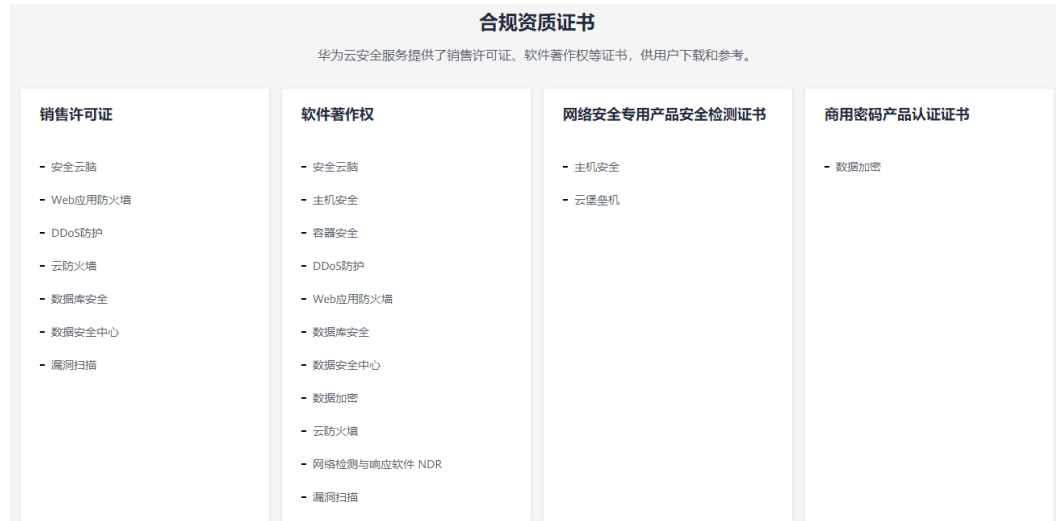 合规资质证书
华为云安全服务提供了销售许可证、软件著作权等证书，供用户下载和参考。
销售许可证
- 安全云脑
- Web应用防火墙
- DDoS防护
- 云防火墙
- 数据库安全
- 数据安全中心
- 漏洞扫描
软件著作权
- 安全云脑
- 主机安全
- 容器安全
- DDoS防护
- Web应用防火墙
- 数据库安全
- 数据安全中心
- 数据加密
- 云防火墙
- 网络检测与响应软件 NDR
- 漏洞扫描
网络安全专用产品安全检测证书
- 主机安全
- 云堡垒机
商用密码产品认证证书
- 数据加密